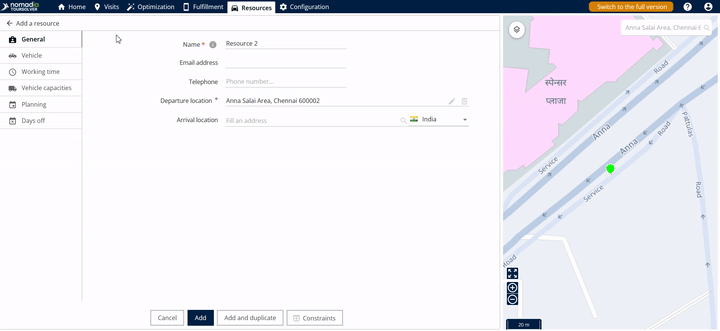 nomadia
TOURSOLVER
Home
Visits
Optimization
Fulfillment
Resources
Configuration
Switch to the full version
Add a resource
General
Vehicle
Working time
Vehicle capacities
Planning
Days off
Name *
Resource 2
Email address
Telephone
Phone number...
Departure location *
Anna Salai Area, Chennai 600002
Arrival location
Fill an address
India
Cancel
Add
Add and duplicate
Constraints
Anna Salai Area, Chennai 6
स्पेन्सर
प्लाजा
Road
Anna
Service
Anna
Road
Pattulas
Service
Road
Road
20 m